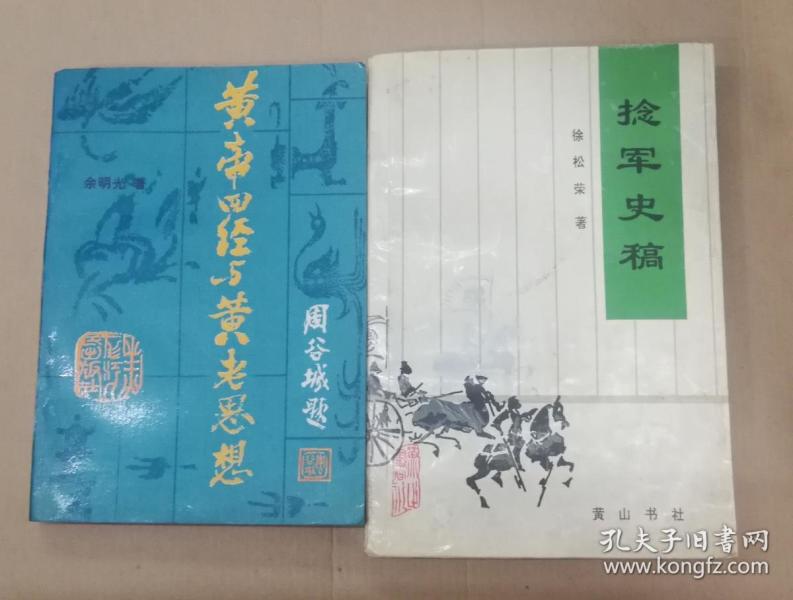 黄帝四经与黄老思想
余明光 著
周谷城题
捻军史稿
徐松荣 著
黄山书社
孔夫子旧书网
www.kongfz.com